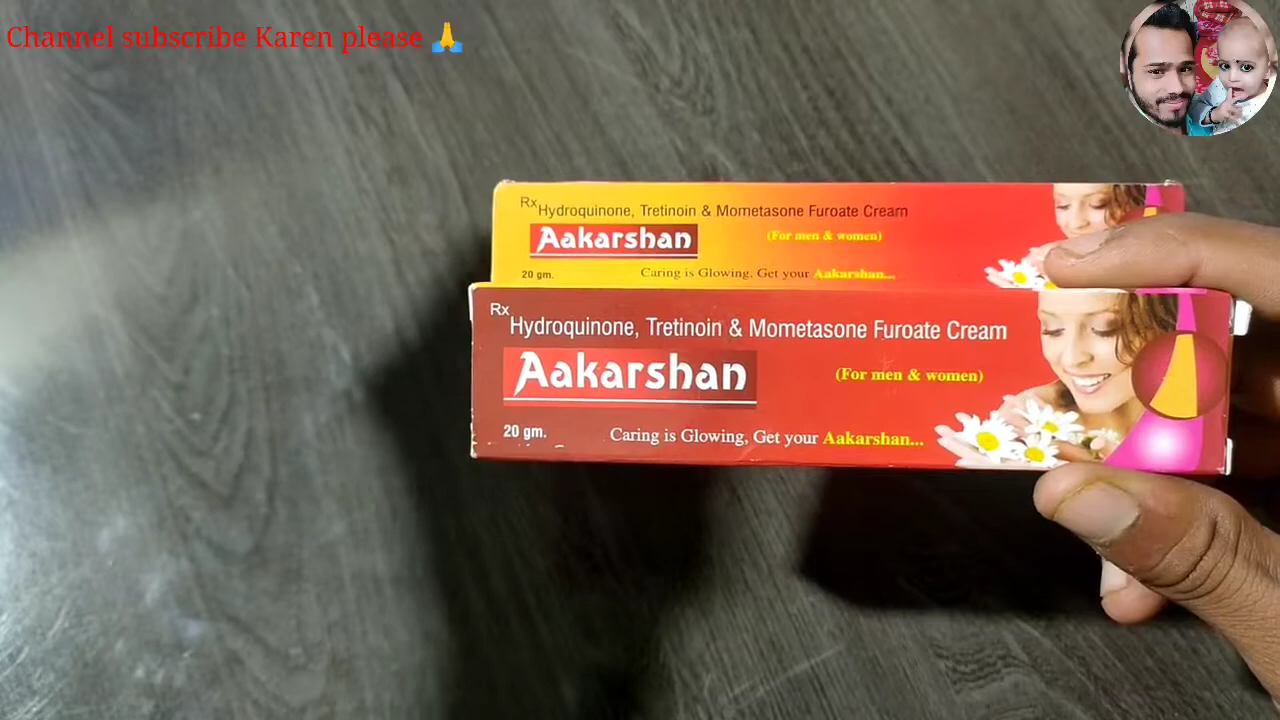 Channel subscribe Karen please 🙏
Rx Hydroquinone, Tretinoin & Mometasone Furoate Cream
Aakarshan
(For men & women)
20 gm.
Caring is Glowing. Get your Aakarshan...
Rx Hydroquinone, Tretinoin & Mometasone Furoate Cream
Aakarshan
(For men & women)
20 gm.
Caring is Glowing, Get your Aakarshan...